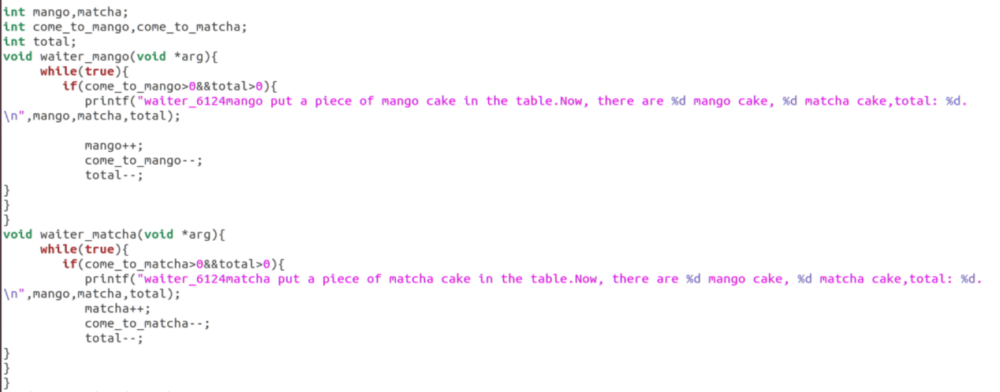 int mango,matcha;
int come_to_mango,come_to_matcha;
int total;
void waiter_mango(void *arg){
     while(true){
        if(come_to_mango>0&&total>0){
           printf("waiter_6124mango put a piece of mango cake in the table.Now, there are %d mango cake, %d matcha cake,total: %d.
\n",mango,matcha,total);

           mango++;
           come_to_mango--;
           total--;
}
}
}
void waiter_matcha(void *arg){
     while(true){
        if(come_to_matcha>0&&total>0){
           printf("waiter_6124matcha put a piece of matcha cake in the table.Now, there are %d mango cake, %d matcha cake,total: %d.
\n",mango,matcha,total);
           matcha++;
           come_to_matcha--;
           total--;
}
}
}